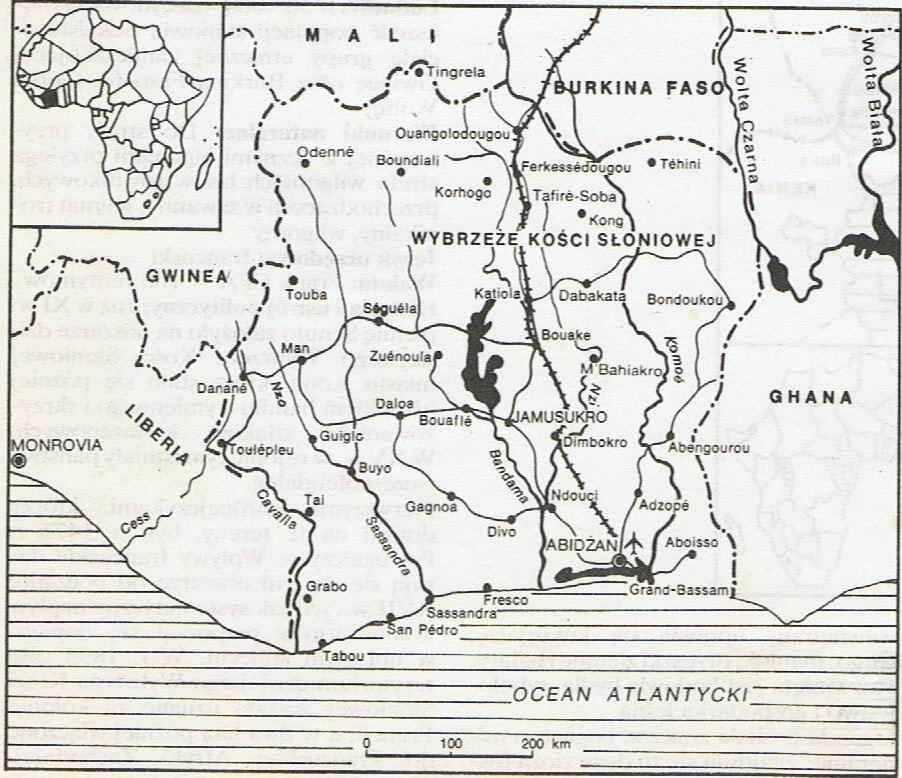 MALI
Tingrela
BURKINA FASO
Wolta Czarna
Wolta Biała
Ouangolodougou
Odenné
Boundiali
Ferkessédougou
Téhini
Korhogo
Tafirè-Soba
Kong
WYBRZEŻE KOŚCI SŁONIOWEJ
GWINEA
Touba
Katiola
Dabakata
Bondoukou
Séguéla
Bouake
Man
Zuénoula
M'Bahiakro
Komoé
Danané
Nzo
Nzi
GHANA
Daloa
Bouaflé
JAMUSUKRO
LIBERIA
MONROVIA
Toulépleu
Guiglo
Dimbokro
Abengourou
Buyo
Bandama
Cess
Cavalla
Tai
Sassandra
Gagnoa
Ndouci
Adzopé
Divo
ABIDŻAN
Aboisso
Grabo
Fresco
Grand-Bassam
Sassandra
San Pédro
Tabou
OCEAN ATLANTYCKI
0 100 200 km